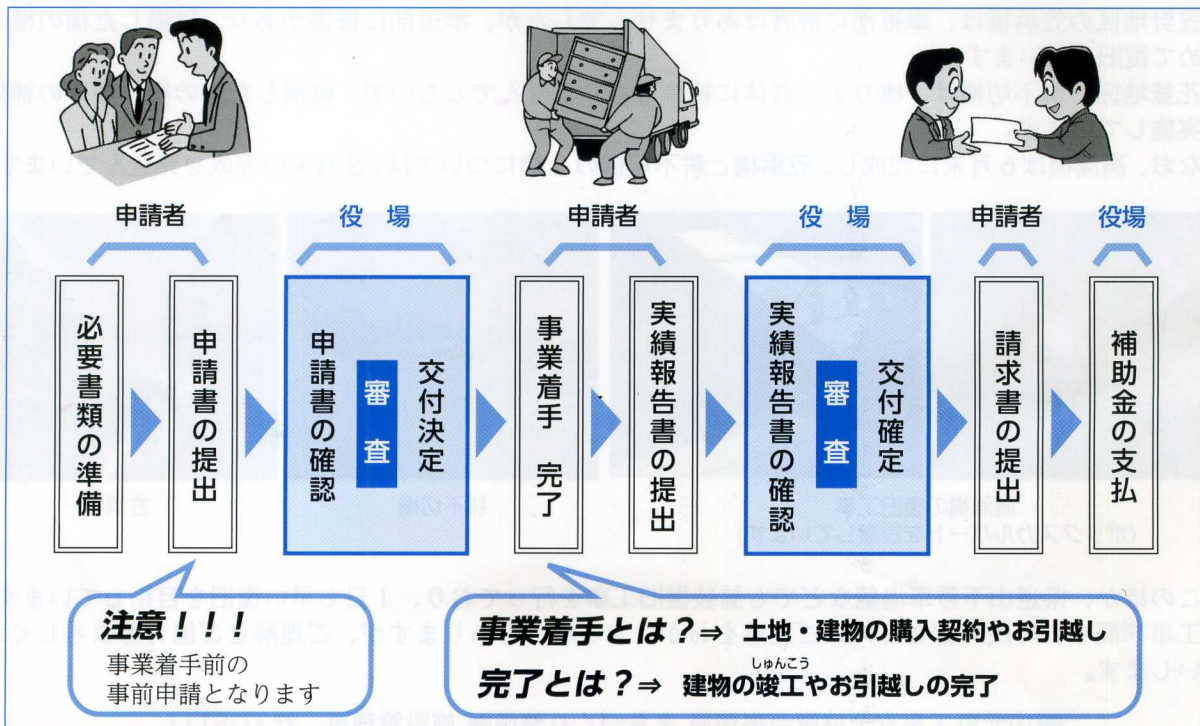 申請者
役 場
申請者
役 場
申請者
役場
必要書類の準備
申請書の提出
申請書の確認
審査
交付決定
事業着手 完了
実績報告書の提出
実績報告書の確認
審査
交付確定
請求書の提出
補助金の支払
注意!!!
事業着手前の
事前申請となります
事業着手とは?⇒ 土地・建物の購入契約やお引越し
しゅんこう
完了とは?⇒ 建物の竣工やお引越しの完了